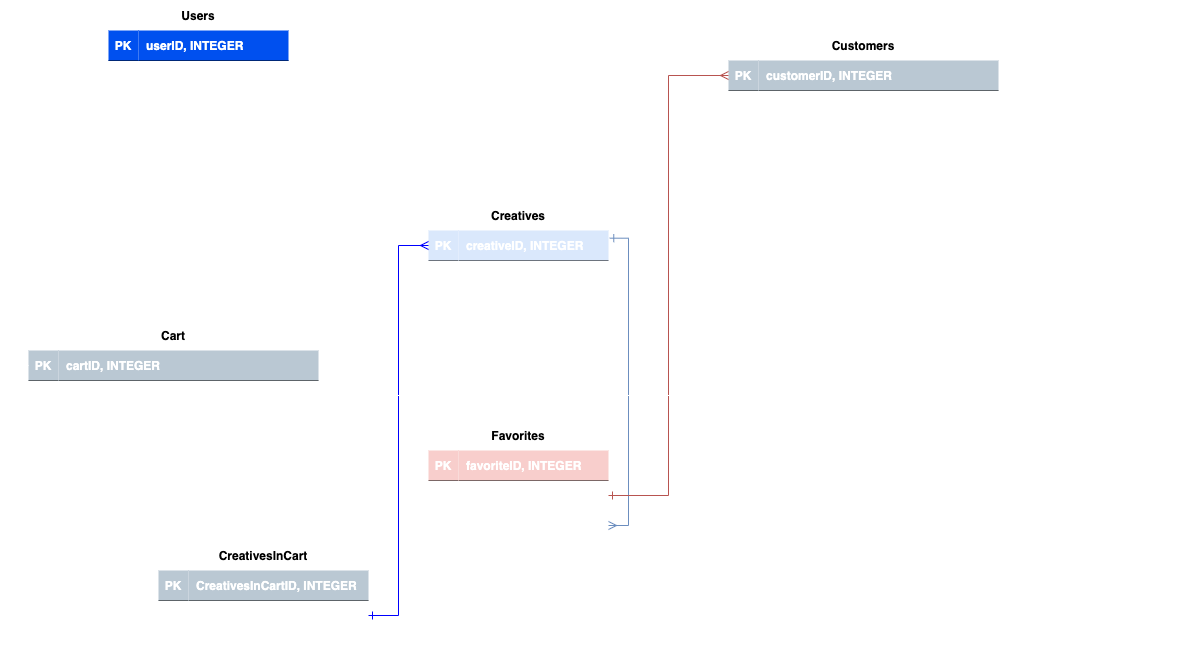 Users
PK userID, INTEGER
Customers
PK customerID, INTEGER
Creatives
PK creativeID, INTEGER
Cart
PK cartID, INTEGER
Favorites
PK favoriteID, INTEGER
CreativesInCart
PK CreativesInCartID, INTEGER